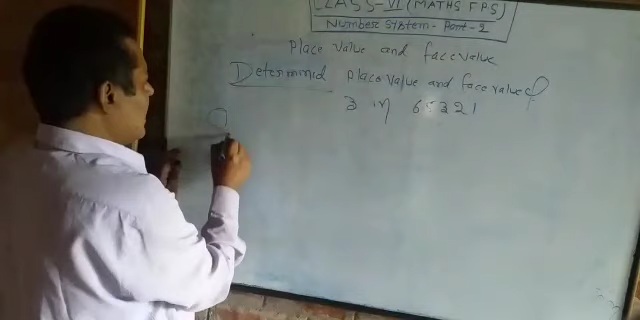 CLASS-VI (MATHS FPS)
Number System - Part-2
Place value and face value
Determined Place value and face value of
3 in 65321